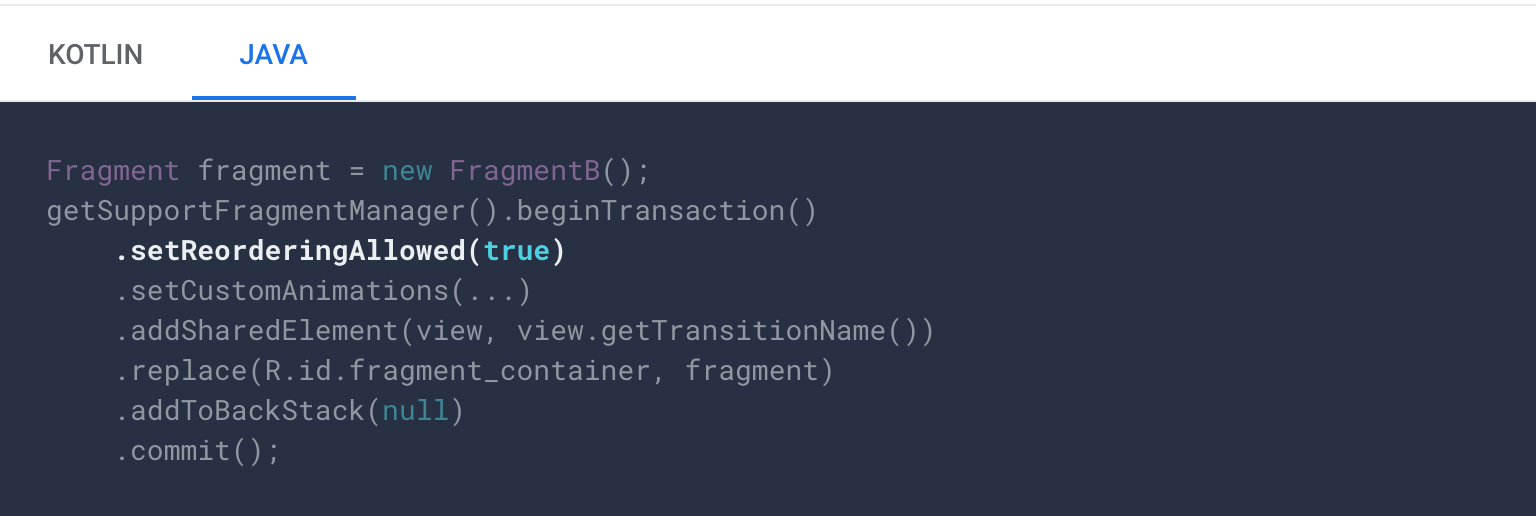 KOTLIN JAVA
Fragment fragment = new FragmentB();
getSupportFragmentManager().beginTransaction()
    .setReorderingAllowed(true)
    .setCustomAnimations(...)
    .addSharedElement(view, view.getTransitionName())
    .replace(R.id.fragment_container, fragment)
    .addToBackStack(null)
    .commit();